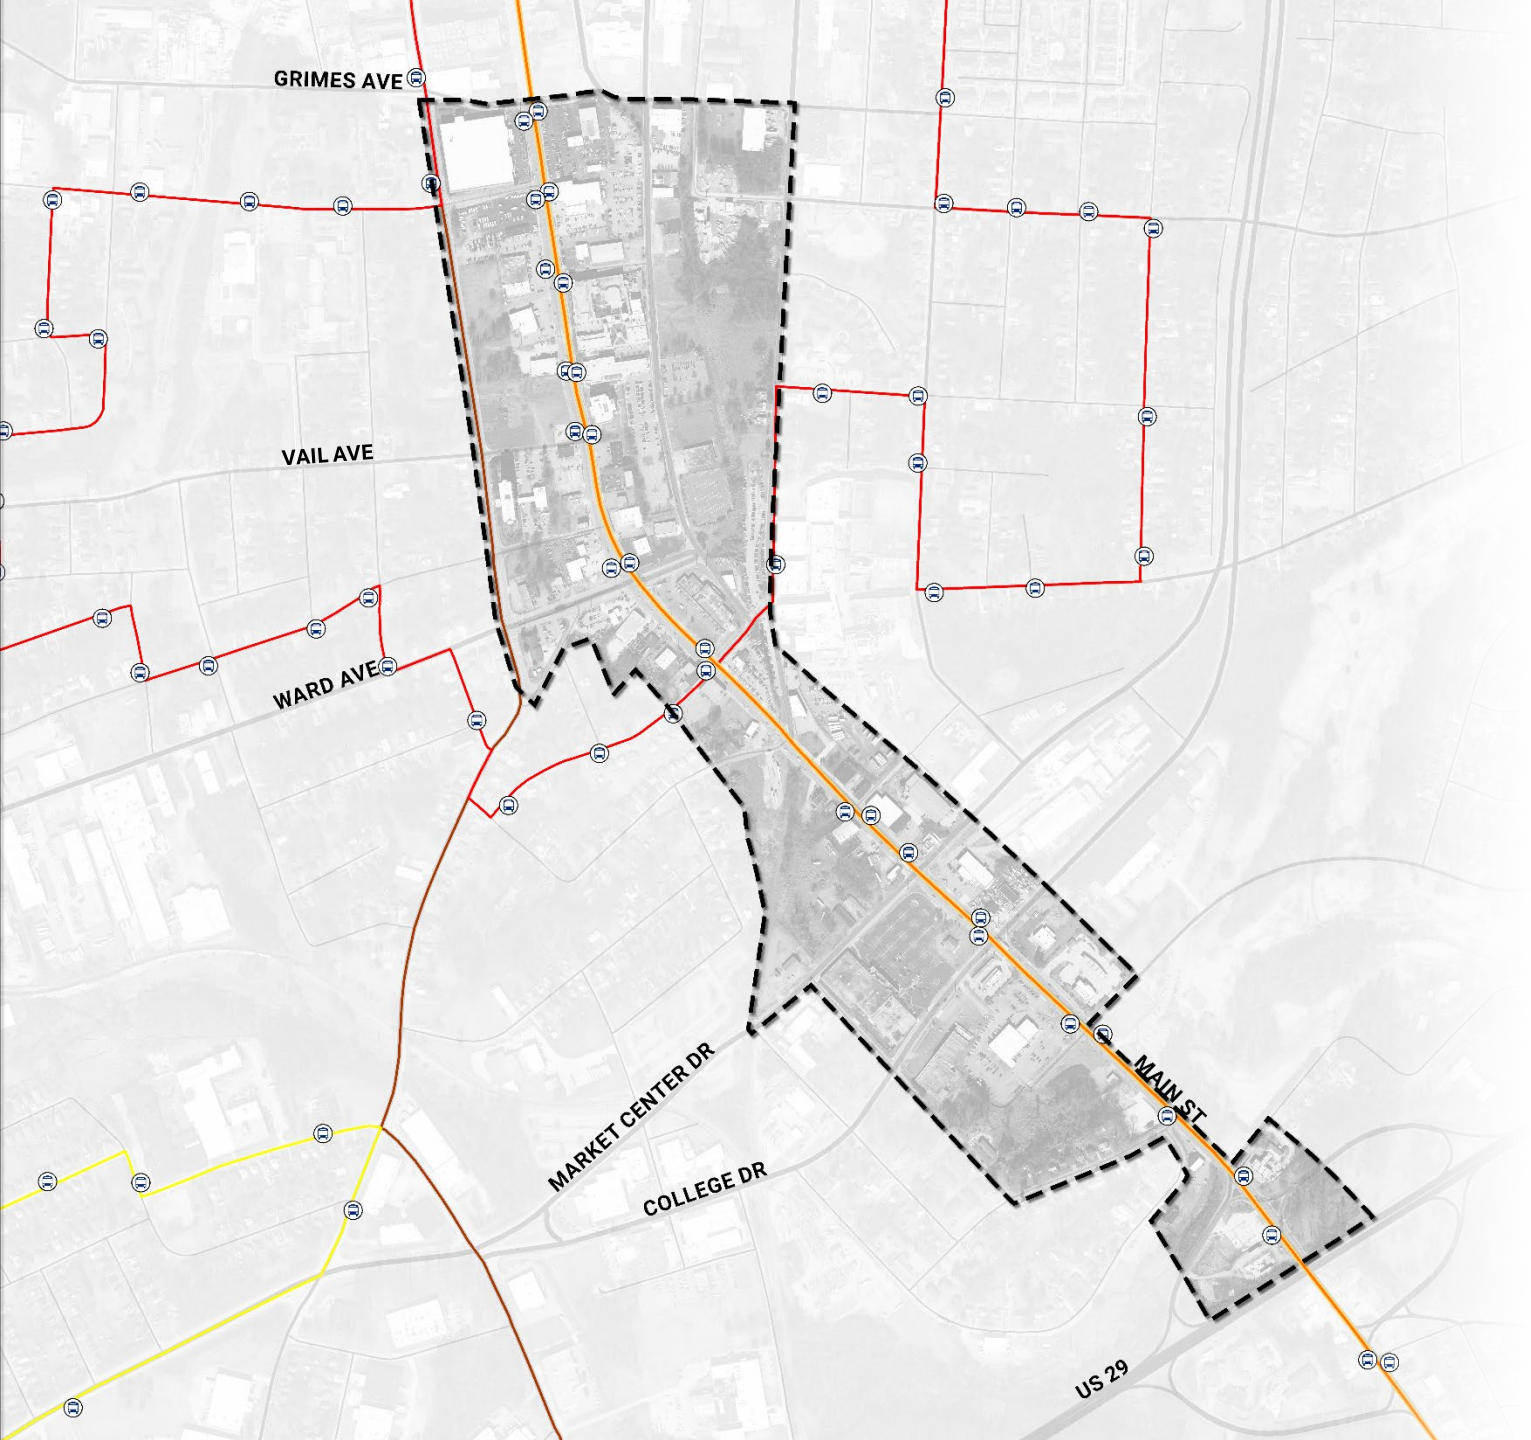 GRIMES AVE
VAIL AVE
WARD AVE
MARKET CENTER DR
MAIN ST
COLLEGE DR
US 29